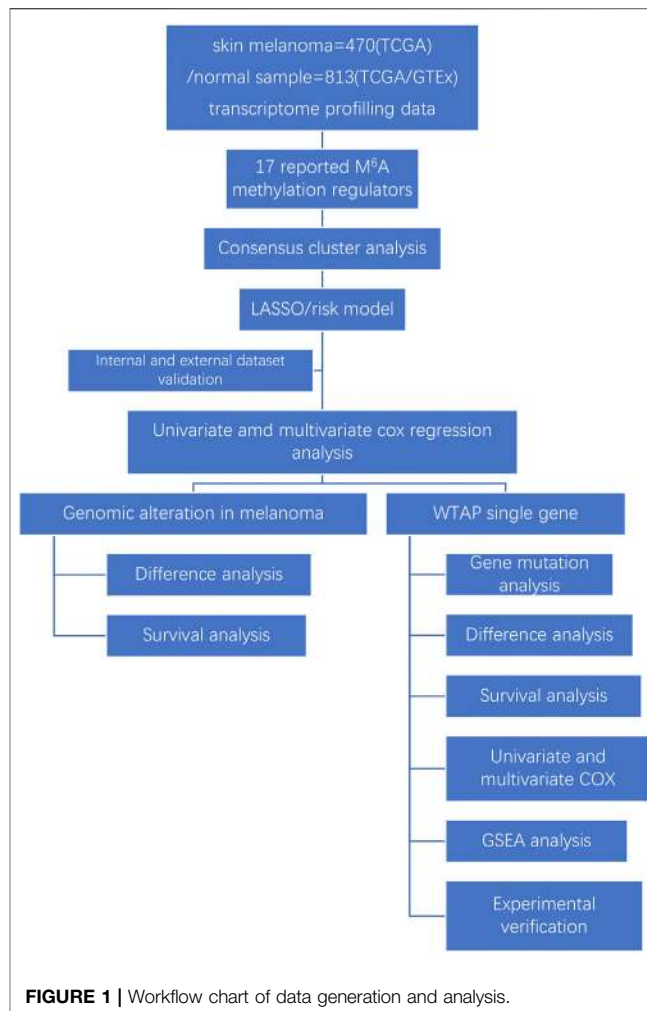 skin melanoma=470(TCGA)
/normal sample=813(TCGA/GTEx)
transcriptome profilling data
17 reported M⁶A
methylation regulators
Consensus cluster analysis
LASSO/risk model
Internal and external dataset
validation
Univariate amd multivariate cox regression
analysis
Genomic alteration in melanoma
Difference analysis
Survival analysis
WTAP single gene
Gene mutation
analysis
Difference analysis
Survival analysis
Univariate and
multivariate COX
GSEA analysis
Experimental
verification
FIGURE 1 | Workflow chart of data generation and analysis.